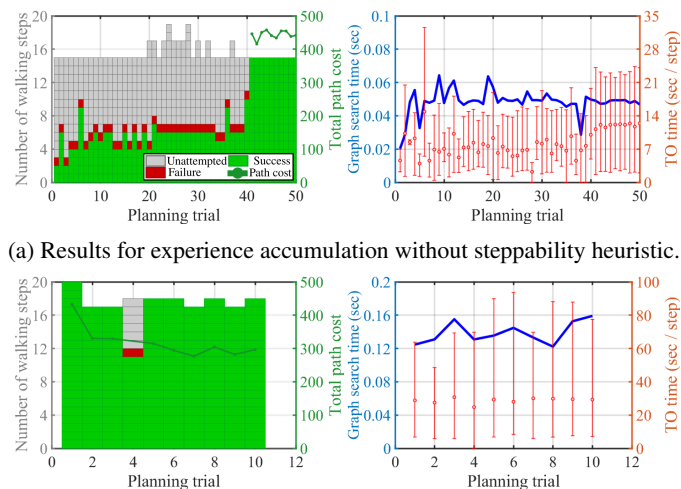 20
16
12
8
4
0
Number of walking steps
500
400
300
200
100
0
Total path cost
Unattempted
Success
Failure
Path cost
0 10 20 30 40 50
Planning trial
0.1
0.08
0.06
0.04
0.02
0
Graph search time (sec)
35
28
21
14
7
0
TO time (sec / step)
0 10 20 30 40 50
Planning trial
(a) Results for experience accumulation without steppability heuristic.
20
16
12
8
4
0
Number of walking steps
500
400
300
200
100
0
Total path cost
0 2 4 6 8 10 12
Planning trial
0.2
0.16
0.12
0.08
0.04
0
Graph search time (sec)
100
80
60
40
20
0
TO time (sec / step)
0 2 4 6 8 10 12
Planning trial